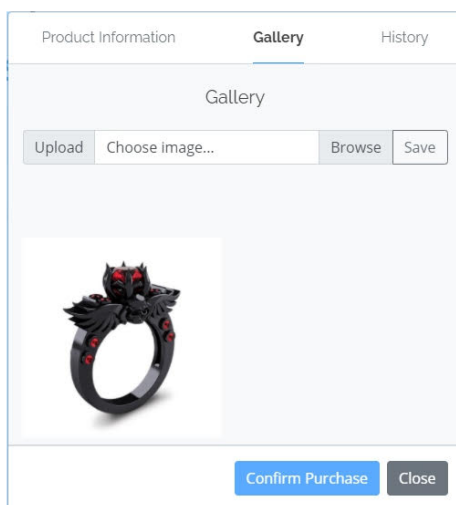 Product Information Gallery History
Gallery
Upload Choose image... Browse Save
Confirm Purchase Close